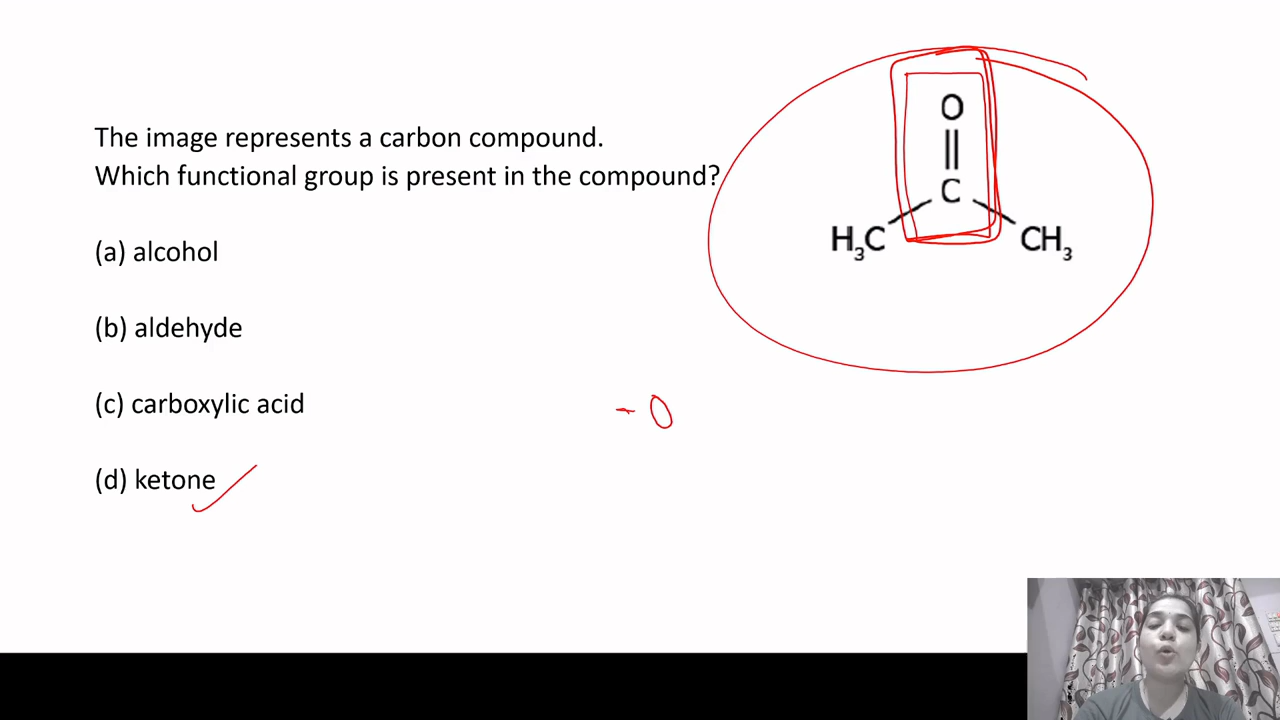 The image represents a carbon compound.
Which functional group is present in the compound?
(a) alcohol
(b) aldehyde
(c) carboxylic acid
(d) ketone
O
C
H₃C
CH₃
- O